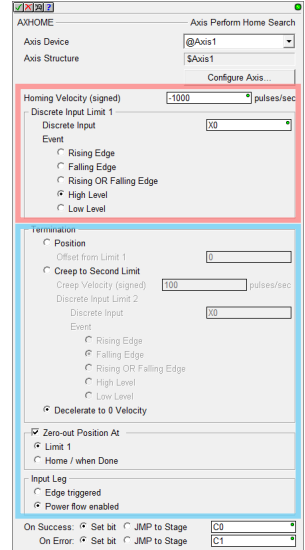 AXHOME Axis Perform Home Search
Axis Device @Axis1
Axis Structure $Axis1
Configure Axis...
Homing Velocity (signed) -1000 pulses/sec
Discrete Input Limit 1
Discrete Input X0
Event
Rising Edge
Falling Edge
Rising OR Falling Edge
High Level
Low Level
Termination
Position
Offset from Limit 1 0
Creep to Second Limit
Creep Velocity (signed) 100 pulses/sec
Discrete Input Limit 2
Discrete Input X0
Event
Rising Edge
Falling Edge
Rising OR Falling Edge
High Level
Low Level
Decelerate to 0 Velocity
Zero-out Position At
Limit 1
Home / when Done
Input Leg
Edge triggered
Power flow enabled
On Success: Set bit JMP to Stage C0
On Error: Set bit JMP to Stage C1